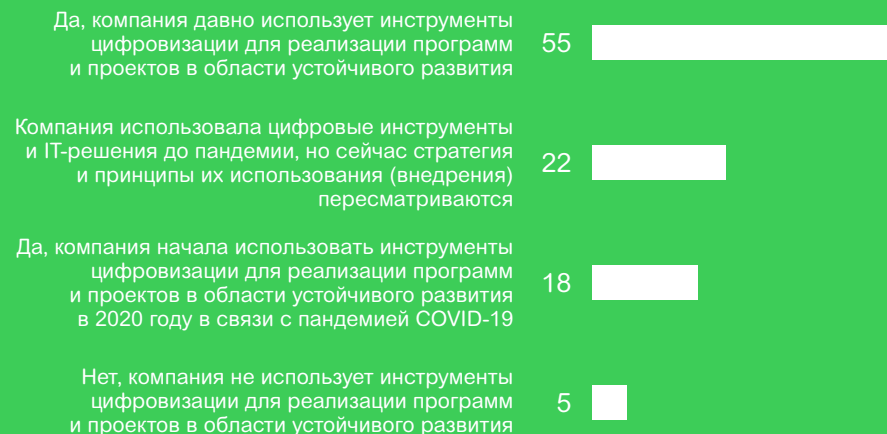 Да, компания давно использует инструменты
цифровизации для реализации программ
и проектов в области устойчивого развития
55
Компания использовала цифровые инструменты
и IT-решения до пандемии, но сейчас стратегия
и принципы их использования (внедрения)
пересматриваются
22
Да, компания начала использовать инструменты
цифровизации для реализации программ
и проектов в области устойчивого развития
в 2020 году в связи с пандемией COVID-19
18
Нет, компания не использует инструменты
цифровизации для реализации программ
и проектов в области устойчивого развития
5